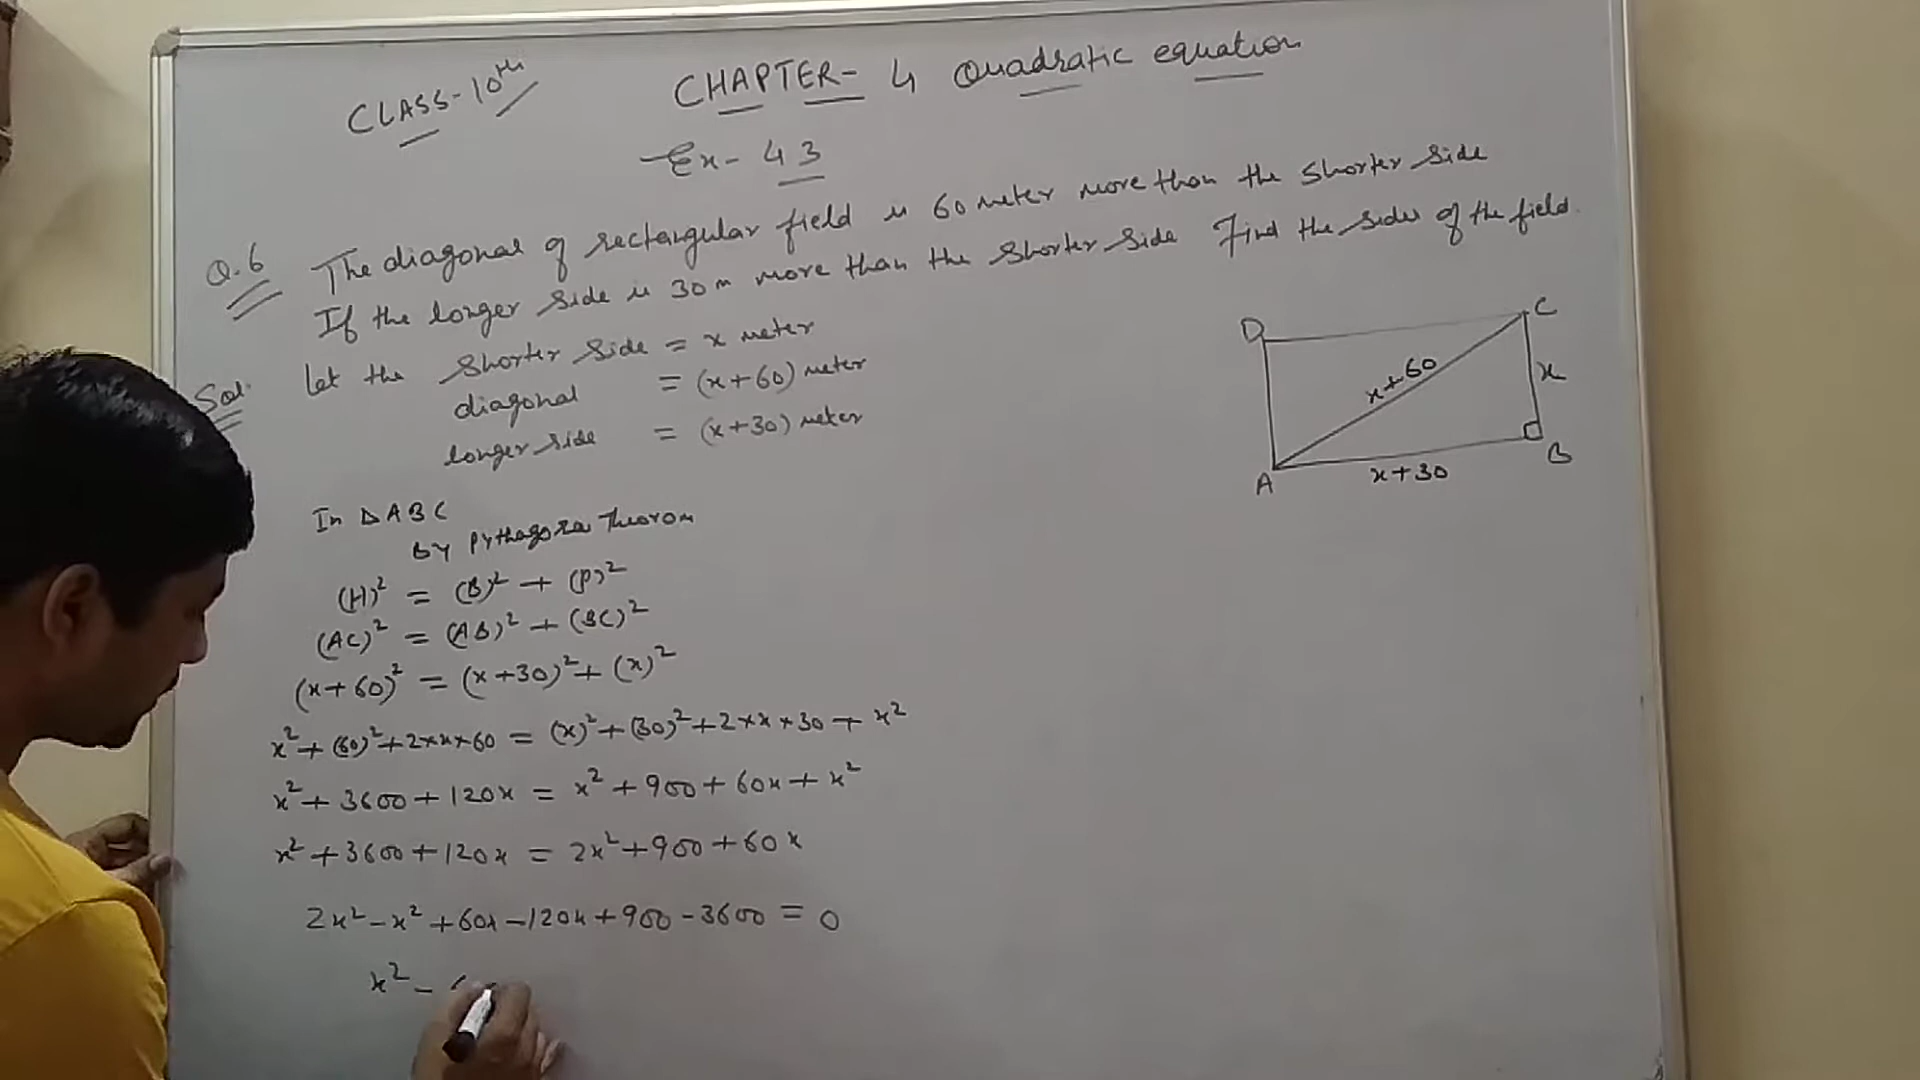 CLASS-10th
CHAPTER- 4 Quadratic equation
Ex- 4 3
Q.6 The diagonal of rectangular field is 60 meter more than the shorter side
If the longer side is 30 m more than the shorter side Find the sides of the field.
Sol. Let the shorter side = x meter
diagonal = (x+60) meter
longer side = (x+30) meter
D
C
x+60
x
A
B
x+30
In Δ ABC
By Pythagoras Theorom
(H)² = (B)² + (P)²
(AC)² = (AB)² + (BC)²
(x+60)² = (x+30)² + (x)²
x² + (60)² + 2×x×60 = (x)² + (30)² + 2×x×30 + x²
x² + 3600 + 120x = x² + 900 + 60x + x²
x² + 3600 + 120x = 2x² + 900 + 60x
2x² - x² + 60x - 120x + 900 - 3600 = 0
x² -